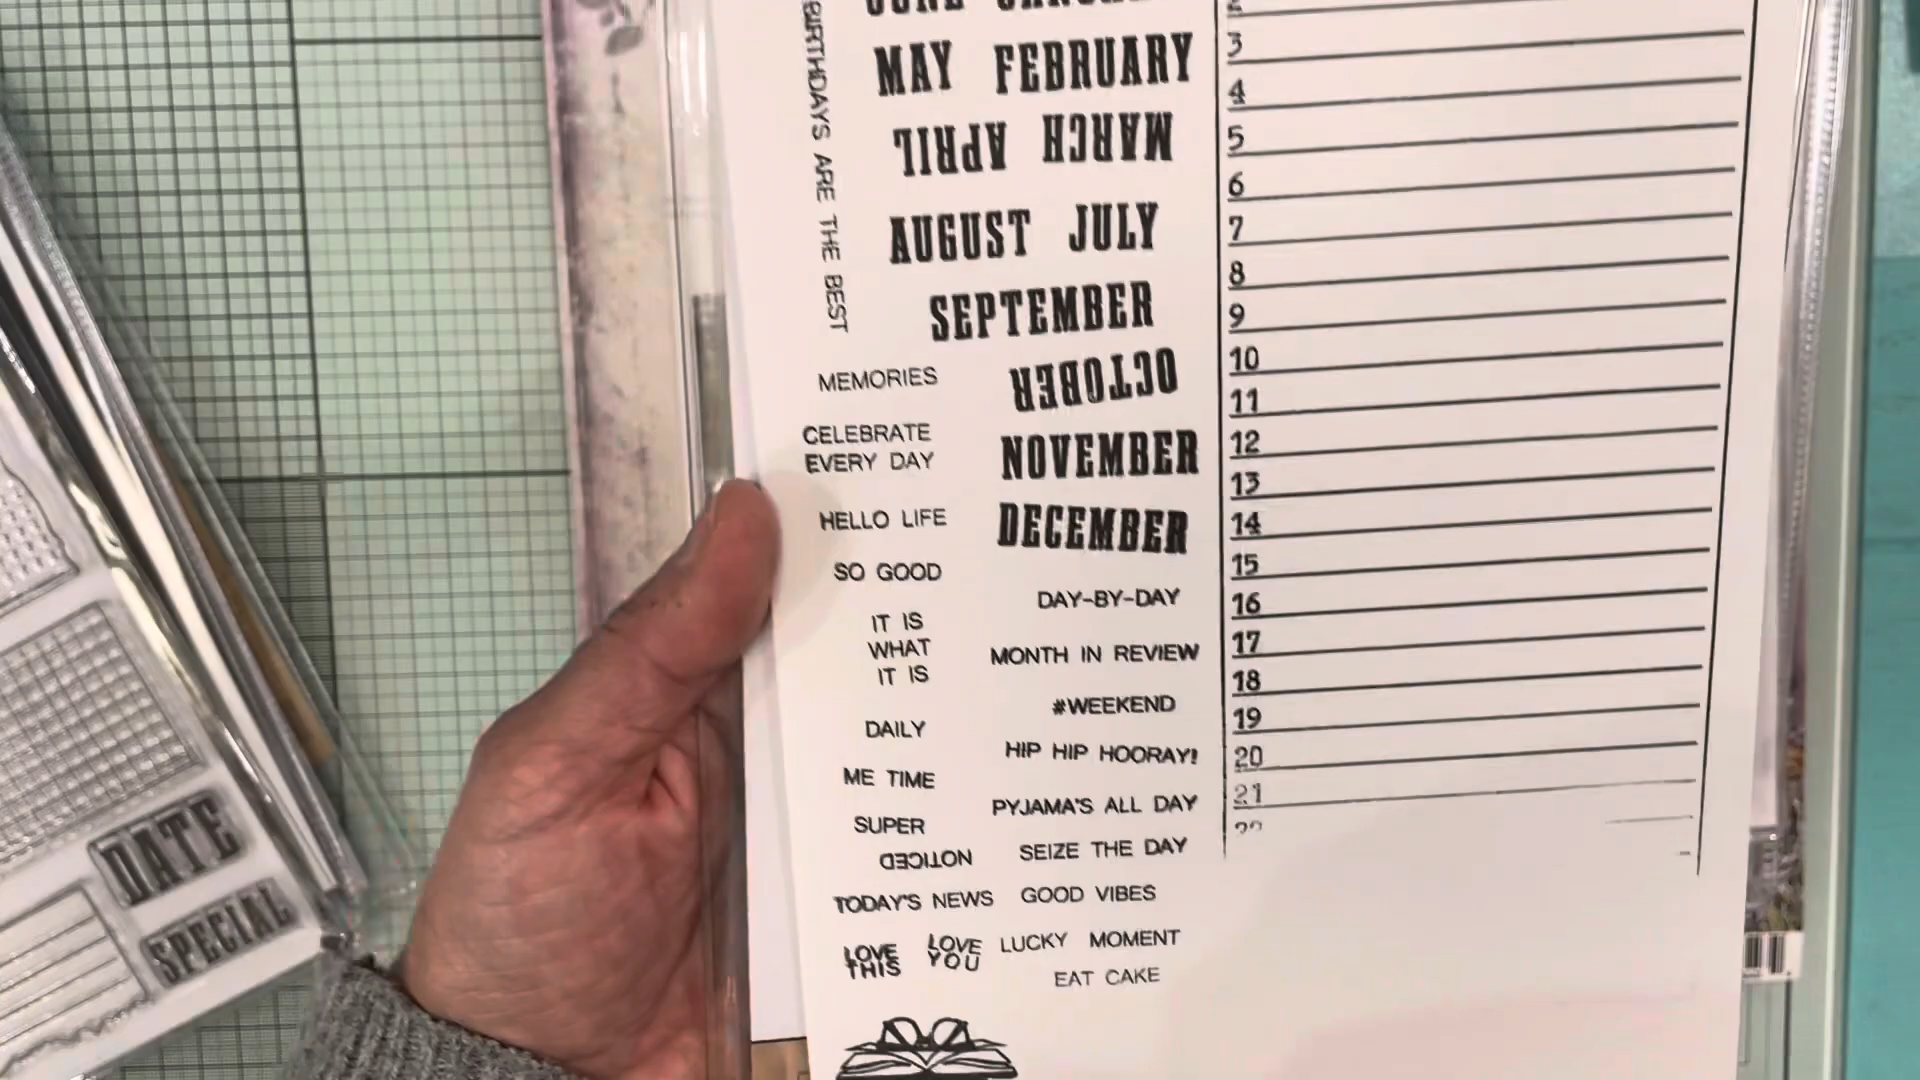 BIRTHDAYS ARE THE BEST
JUNE
MAY FEBRUARY
APRIL MARCH
AUGUST JULY
SEPTEMBER
OCTOBER
NOVEMBER
DECEMBER
MEMORIES
CELEBRATE
EVERY DAY
HELLO LIFE
SO GOOD
IT IS
WHAT
IT IS
DAILY
ME TIME
SUPER
NOTICED
TODAY'S NEWS
LOVE
THIS
LOVE
YOU
DAY-BY-DAY
MONTH IN REVIEW
#WEEKEND
HIP HIP HOORAY!
PYJAMA'S ALL DAY
SEIZE THE DAY
GOOD VIBES
LUCKY MOMENT
EAT CAKE
3
4
5
6
7
8
9
10
11
12
13
14
15
16
17
18
19
20
21
DATE
SPECIAL